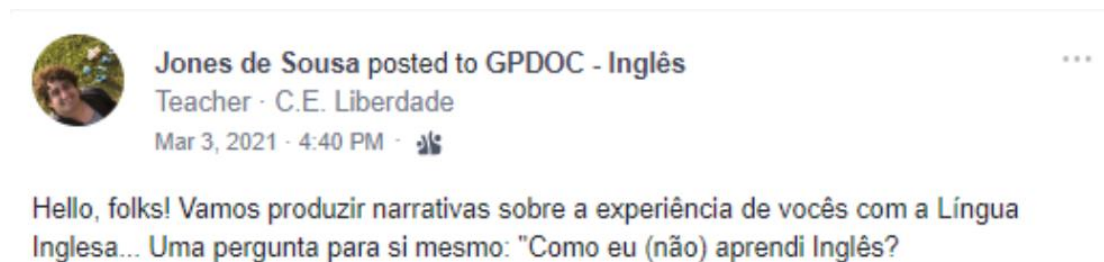 Jones de Sousa posted to GPDOC - Inglês
Teacher · C.E. Liberdade
Mar 3, 2021 · 4:40 PM ·
Hello, folks! Vamos produzir narrativas sobre a experiência de vocês com a Língua
Inglesa... Uma pergunta para si mesmo: "Como eu (não) aprendi Inglês?